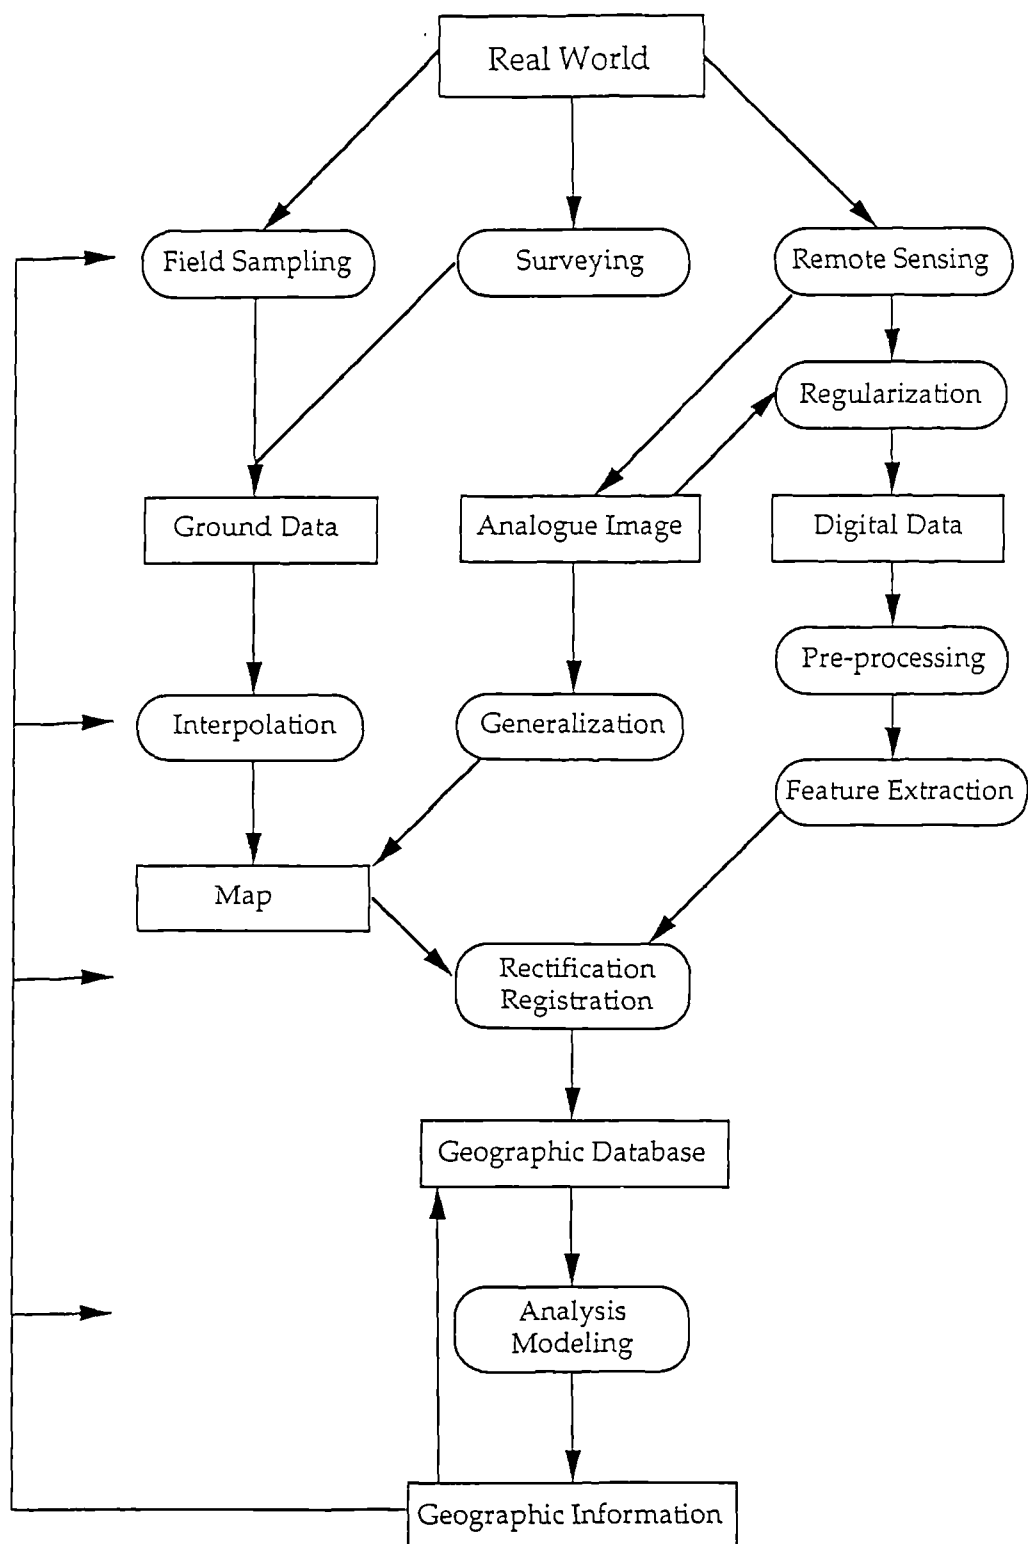 Real World
Field Sampling
Surveying
Remote Sensing
Regularization
Ground Data
Analogue Image
Digital Data
Pre-processing
Interpolation
Generalization
Feature Extraction
Map
Rectification
Registration
Geographic Database
Analysis
Modeling
Geographic Information